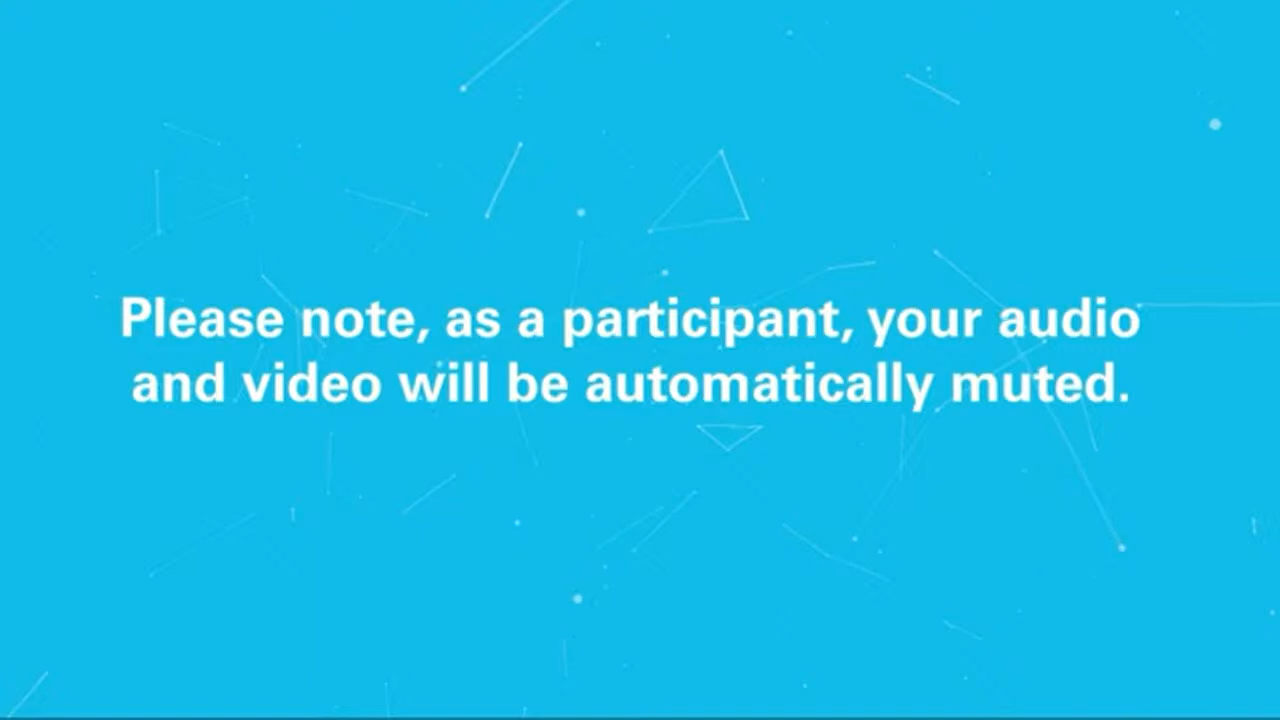 Please note, as a participant, your audio
and video will be automatically muted.